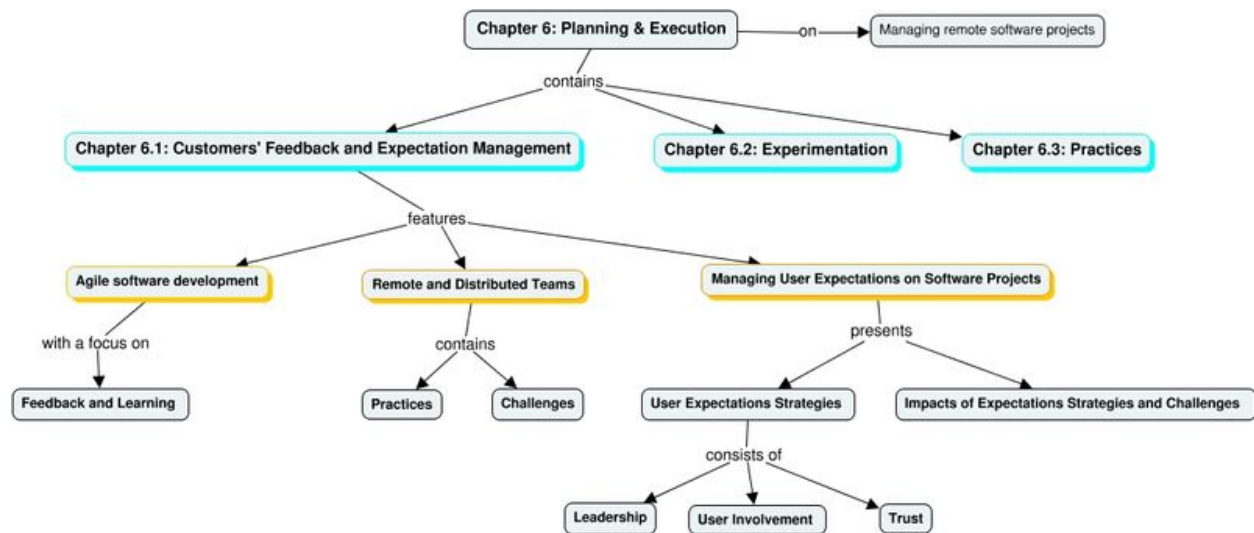 Chapter 6: Planning & Execution
on
Managing remote software projects
contains
Chapter 6.1: Customers' Feedback and Expectation Management
Chapter 6.2: Experimentation
Chapter 6.3: Practices
features
Agile software development
Remote and Distributed Teams
Managing User Expectations on Software Projects
with a focus on
contains
presents
Feedback and Learning
Practices
Challenges
User Expectations Strategies
Impacts of Expectations Strategies and Challenges
consists of
Leadership
User Involvement
Trust